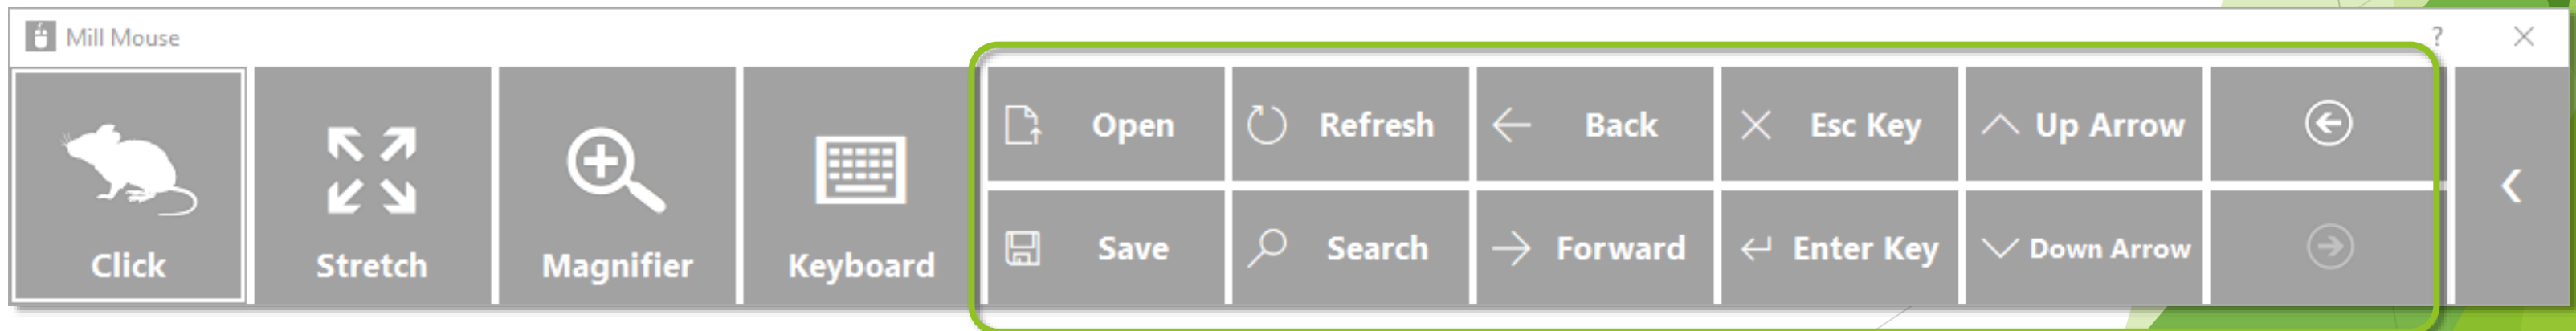 Mill Mouse
?
Click
Stretch
Magnifier
Keyboard
Open
Refresh
Back
Esc Key
Up Arrow
Save
Search
Forward
Enter Key
Down Arrow